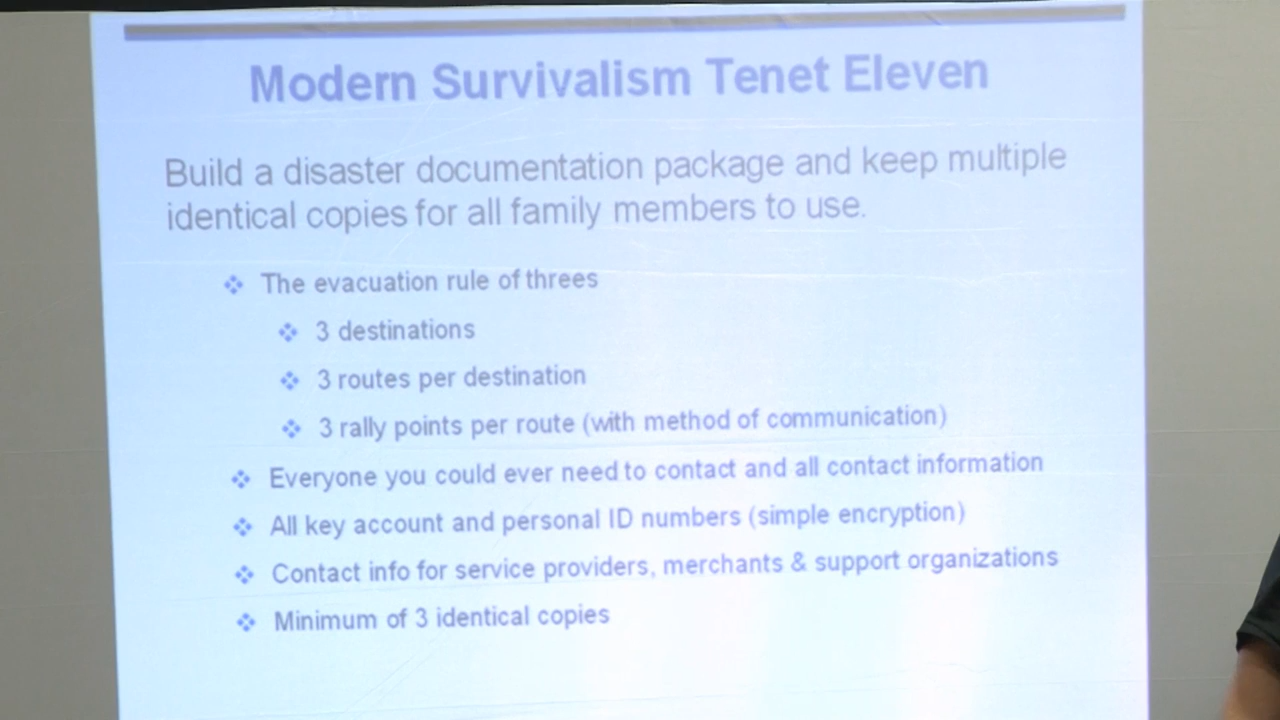 Modern Survivalism Tenet Eleven
Build a disaster documentation package and keep multiple
identical copies for all family members to use.
The evacuation rule of threes
3 destinations
3 routes per destination
3 rally points per route (with method of communication)
Everyone you could ever need to contact and all contact information
All key account and personal ID numbers (simple encryption)
Contact info for service providers, merchants & support organizations
Minimum of 3 identical copies